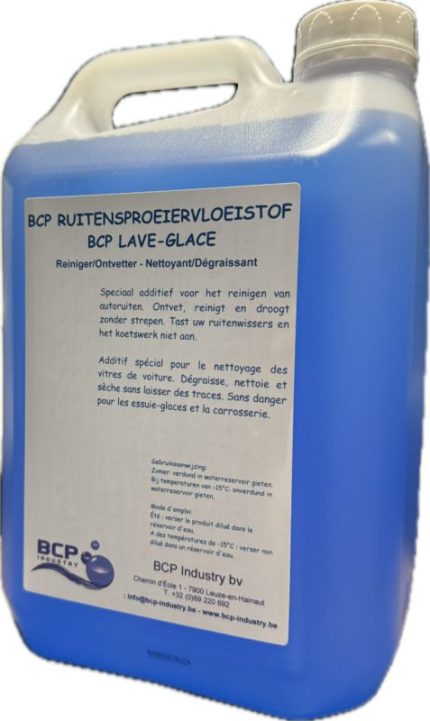 BCP RUITENSPROEIERVLOEISTOF
BCP LAVE-GLACE
Reiniger/Ontvetter - Nettoyant/Dégraissant
Speciaal additief voor het reinigen van
autoruiten. Ontvet, reinigt en droogt
zonder strepen. Tast uw ruitenwissers en
het koetswerk niet aan.
Additif spécial pour le nettoyage des
vitres de voiture. Dégraisse, nettoie et
sèche sans laisser des traces. Sans danger
pour les essuie-glaces et la carrosserie.
Gebruiksaanwijzing:
Zomer: verdund in waterreservoir gieten.
Bij temperaturen van -15°C: onverdund in
waterreservoir gieten.
Mode d'emploi:
Été : verser le produit dilué dans le
réservoir d'eau.
A des températures de -15°C : verser non
dilué dans un réservoir d'eau.
BCP
INDUSTRY
BCP Industry bv
Chemin d'Ède 1 - 7900 Leuze-en-Hainaut
T. +32 (0)69 220 692
: info@bcp-industry.be - www.bcp-industry.be